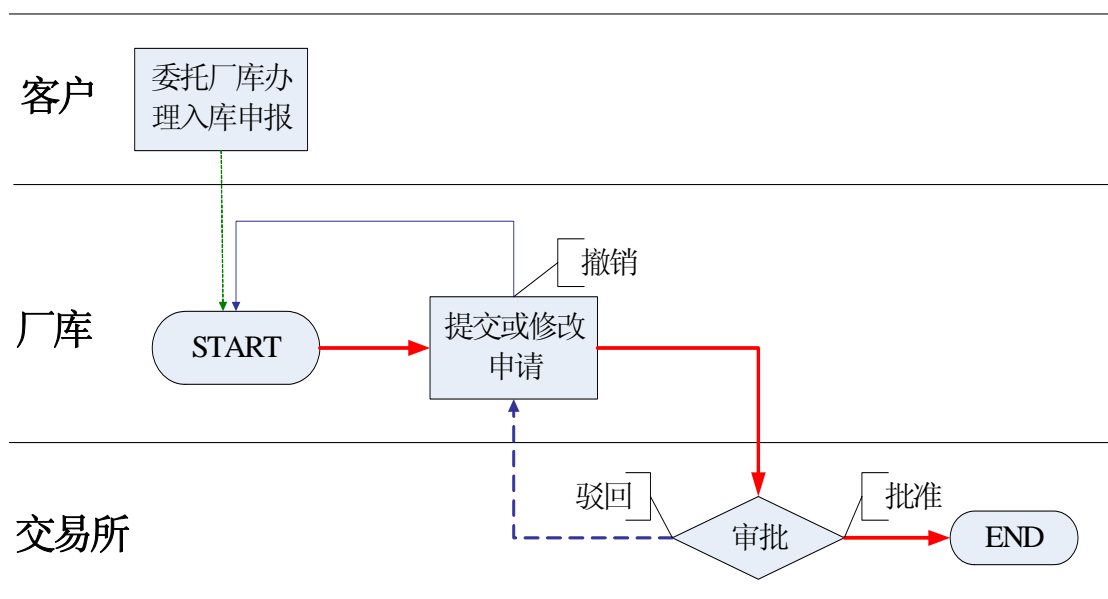 客户
委托厂库办
理入库申报
厂库
START
提交或修改
申请
撤销
交易所
驳回
审批
批准
END